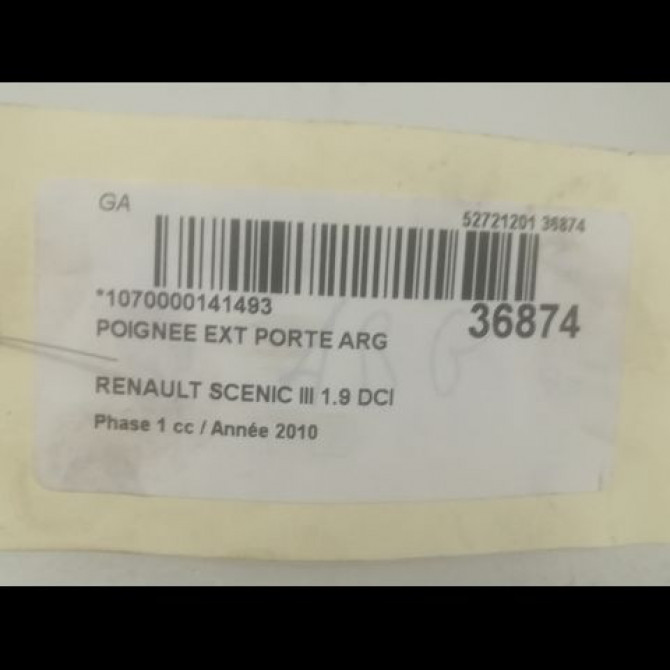 GA
52721201 36874
*1070000141493
36874
POIGNEE EXT PORTE ARG
ARG
RENAULT SCENIC III 1.9 DCI
Phase 1 cc / Année 2010